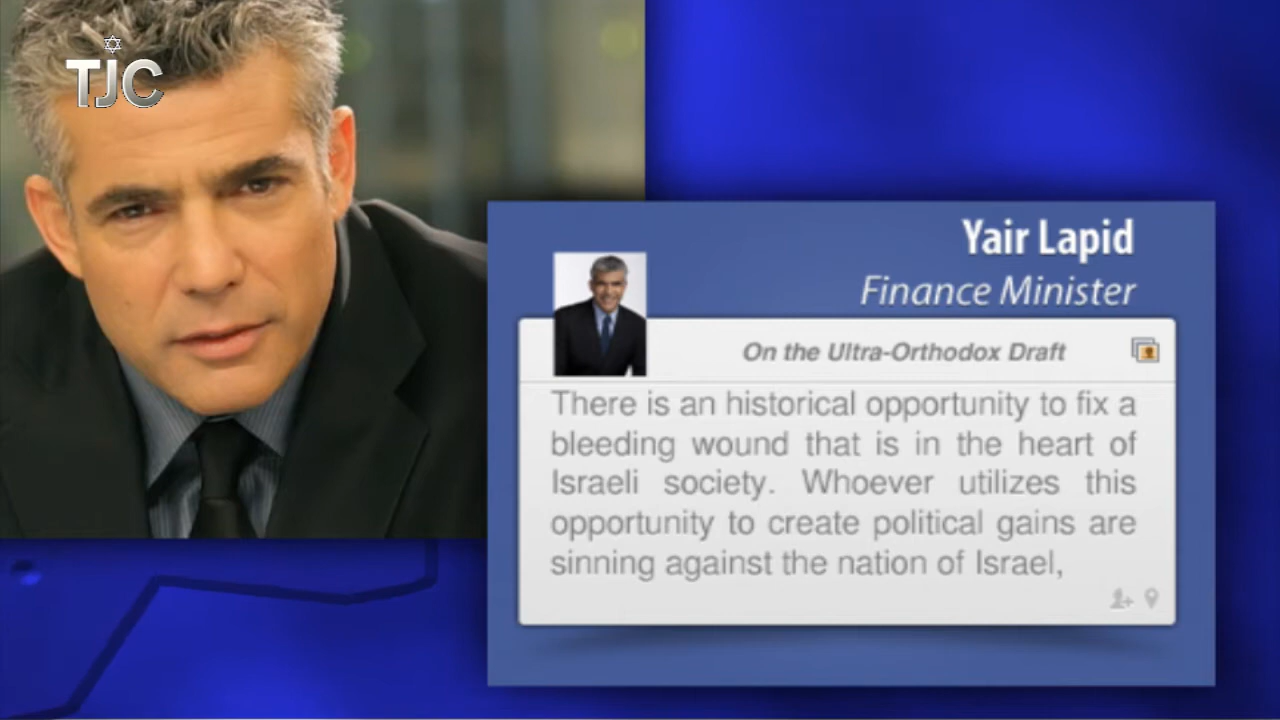 TJC
Yair Lapid
Finance Minister
On the Ultra-Orthodox Draft
There is an historical opportunity to fix a
bleeding wound that is in the heart of
Israeli society. Whoever utilizes this
opportunity to create political gains are
sinning against the nation of Israel,